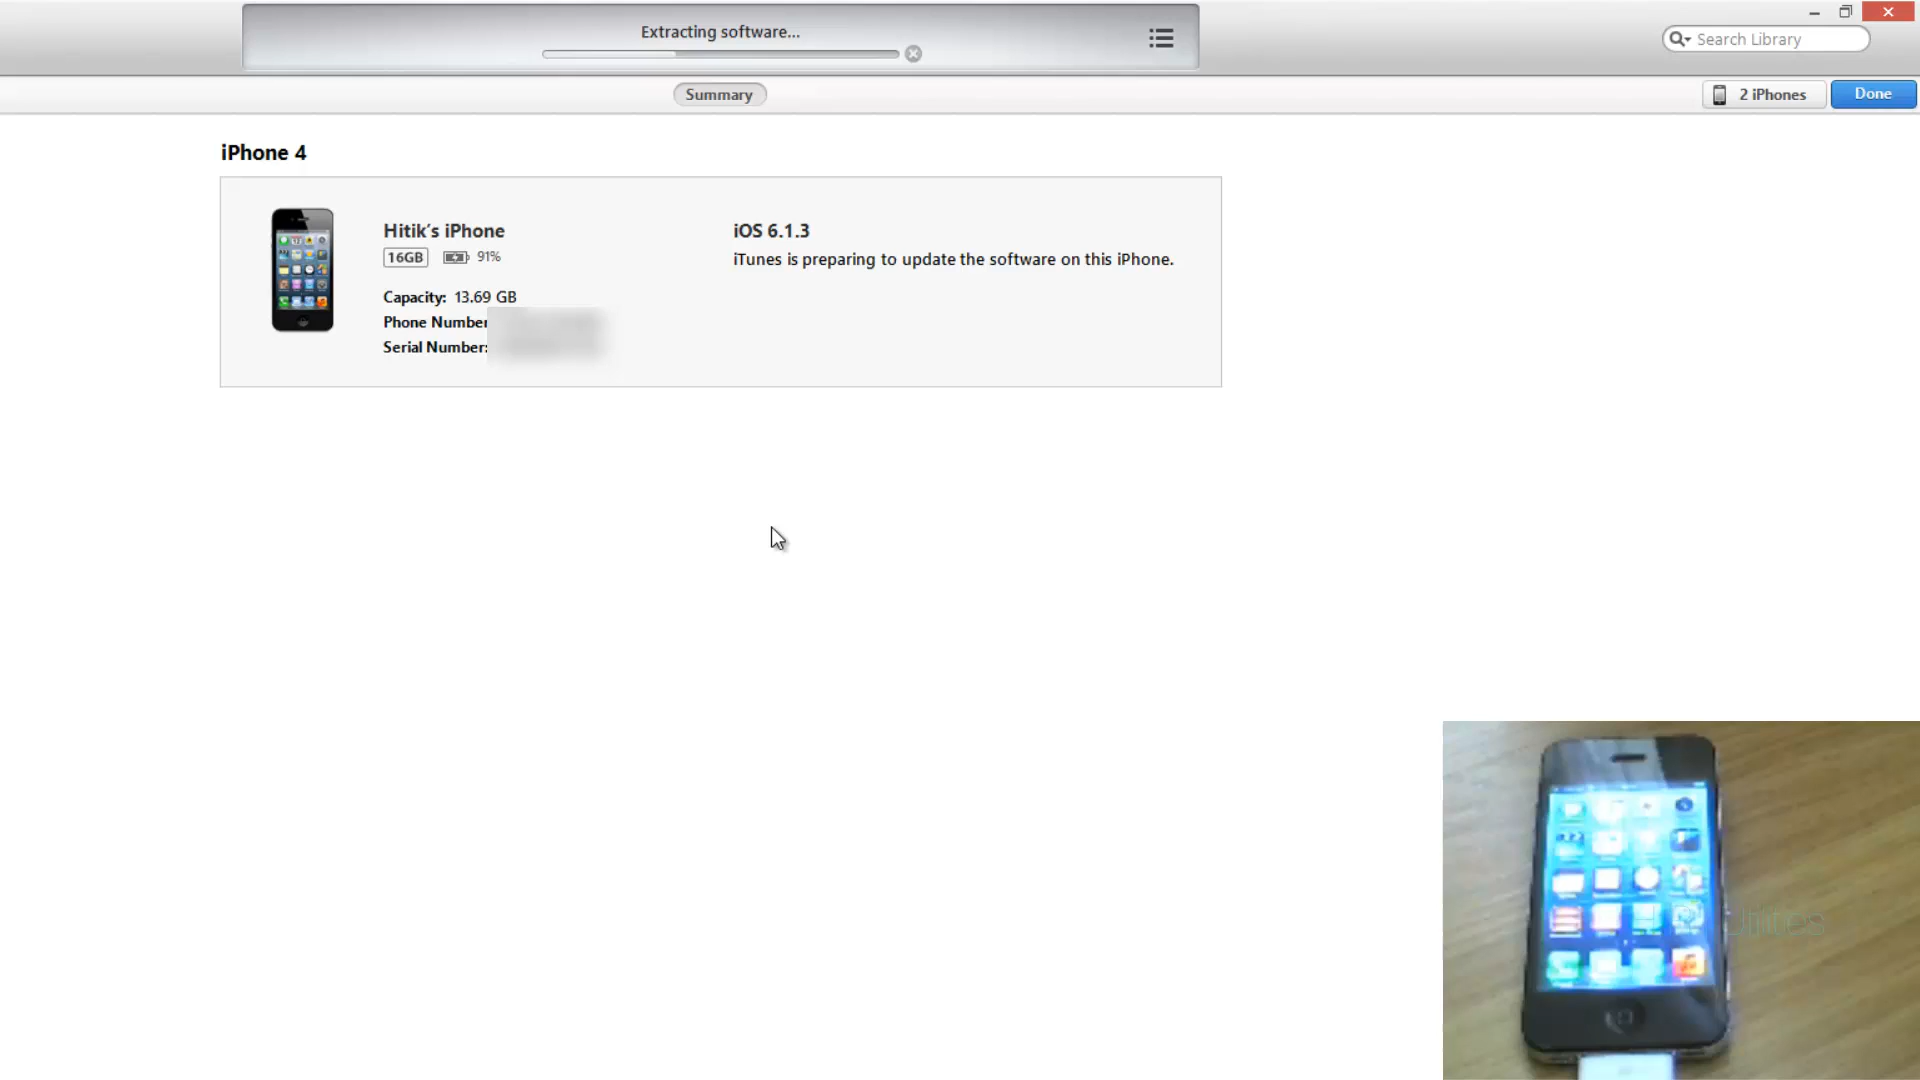 Extracting software...
Search Library
Summary
2 iPhones
Done
iPhone 4
Hitik's iPhone
16GB
91%
Capacity: 13.69 GB
Phone Number
Serial Number:
iOS 6.1.3
iTunes is preparing to update the software on this iPhone.
Utilities